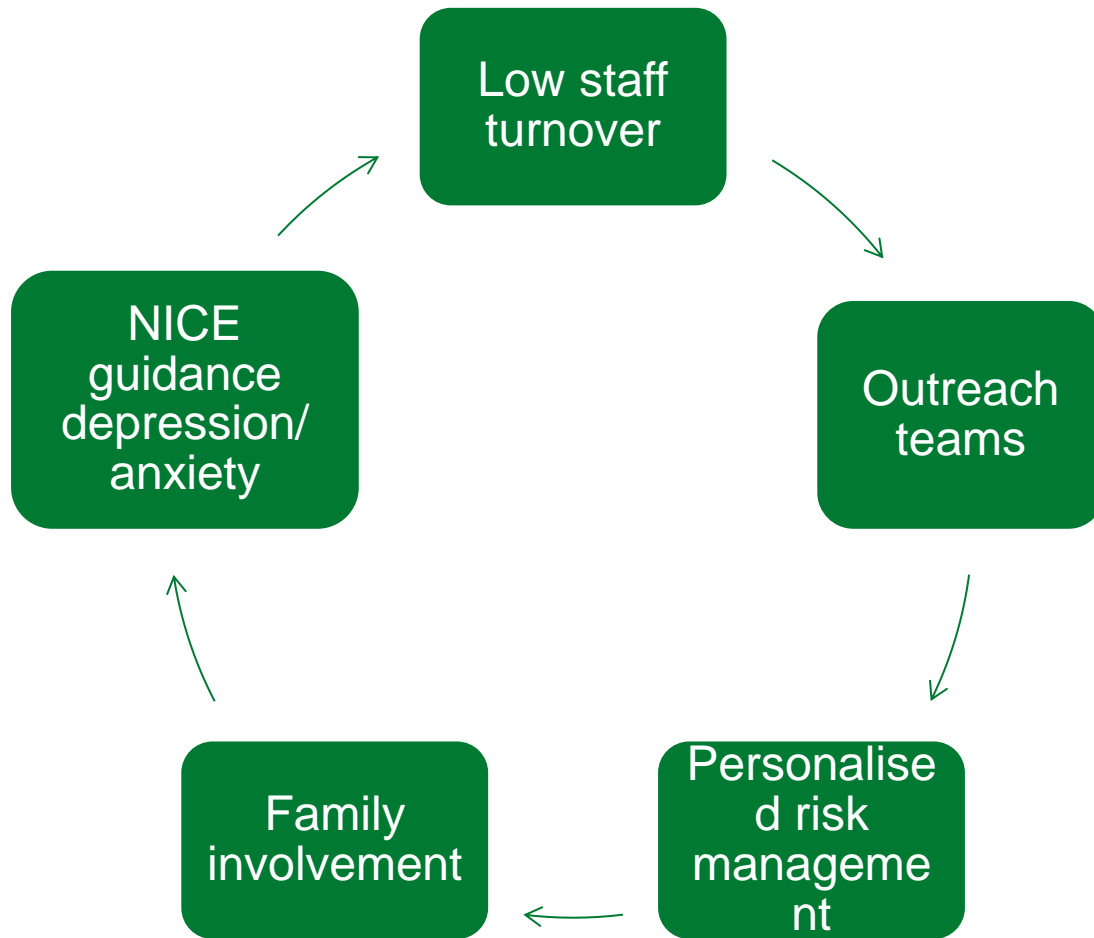 Low staff
turnover
Outreach
teams
Personalise
d risk
manageme
nt
Family
involvement
NICE
guidance
depression/
anxiety